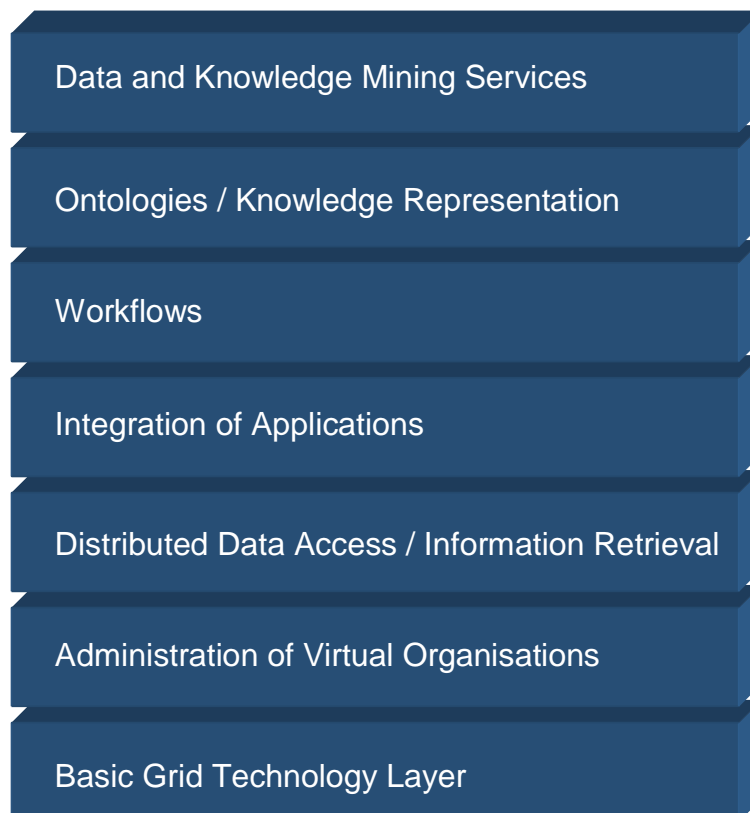 Data and Knowledge Mining Services
Ontologies / Knowledge Representation
Workflows
Integration of Applications
Distributed Data Access / Information Retrieval
Administration of Virtual Organisations
Basic Grid Technology Layer